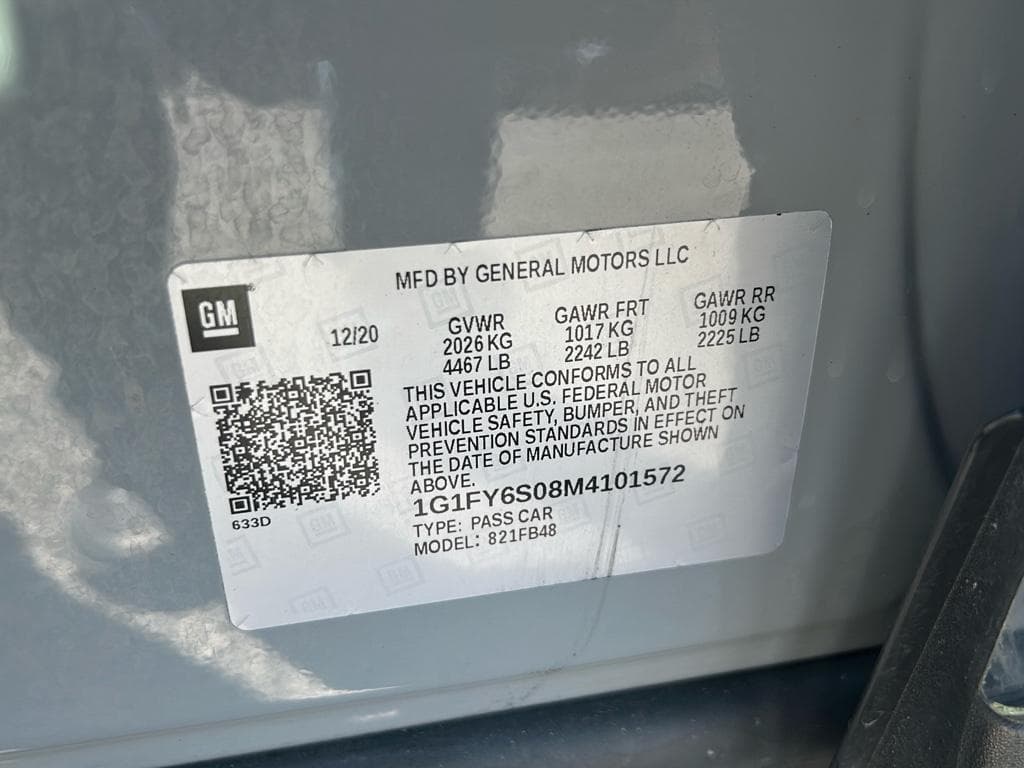 MFD BY GENERAL MOTORS LLC
GM
12/20
GVWR
2026 KG
4467 LB
GAWR FRT
1017 KG
2242 LB
GAWR RR
1009 KG
2225 LB
THIS VEHICLE CONFORMS TO ALL
APPLICABLE U.S. FEDERAL MOTOR
VEHICLE SAFETY, BUMPER, AND THEFT
PREVENTION STANDARDS IN EFFECT ON
THE DATE OF MANUFACTURE SHOWN
ABOVE.
633D
1G1FY6S08M4101572
TYPE: PASS CAR
MODEL: 821FB48